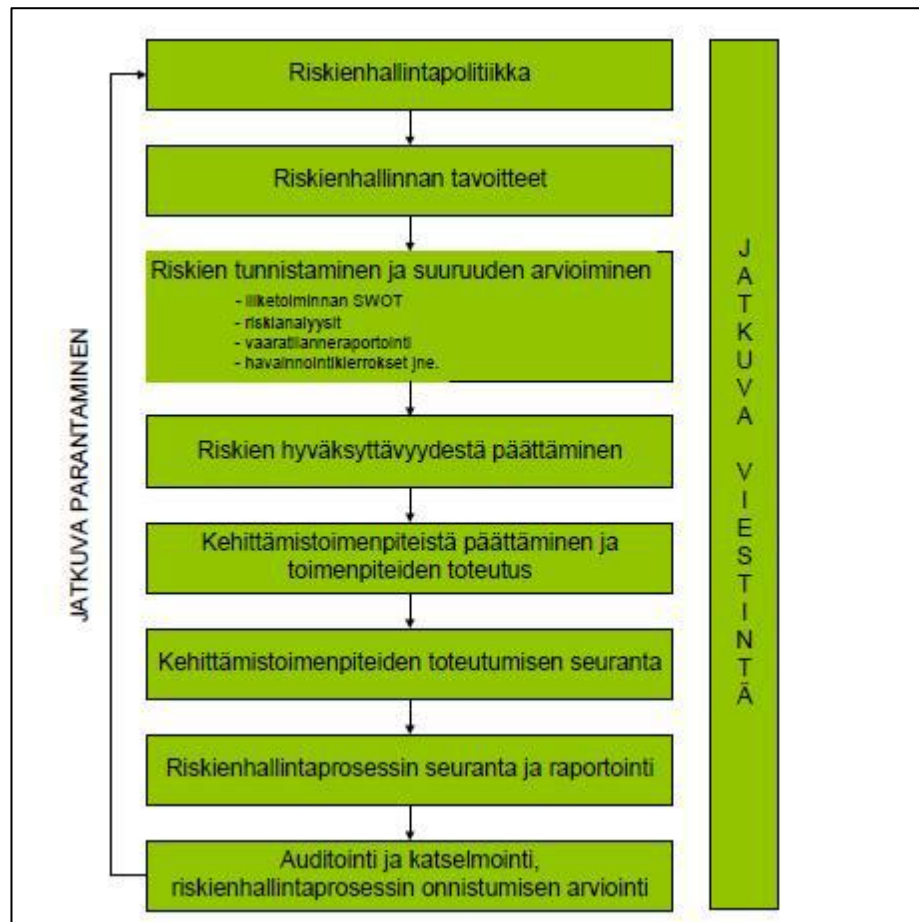 Riskienhallintapolitiikka
Riskienhallinnan tavoitteet
Riskien tunnistaminen ja suuruuden arvioiminen
- liiketoiminnan SWOT
- riskianalyysit
- vaaratilanneraportointi
- havainnointikierrokset jne.
Riskien hyväksyttävyydestä päättäminen
Kehittämistoimenpiteistä päättäminen ja
toimenpiteiden toteutus
Kehittämistoimenpiteiden toteutumisen seuranta
Riskienhallintaprosessin seuranta ja raportointi
Auditointi ja katselmointi,
riskienhallintaprosessin onnistumisen arviointi
JATKUVA PARANTAMINEN
JATKUVA VIESTINTÄ